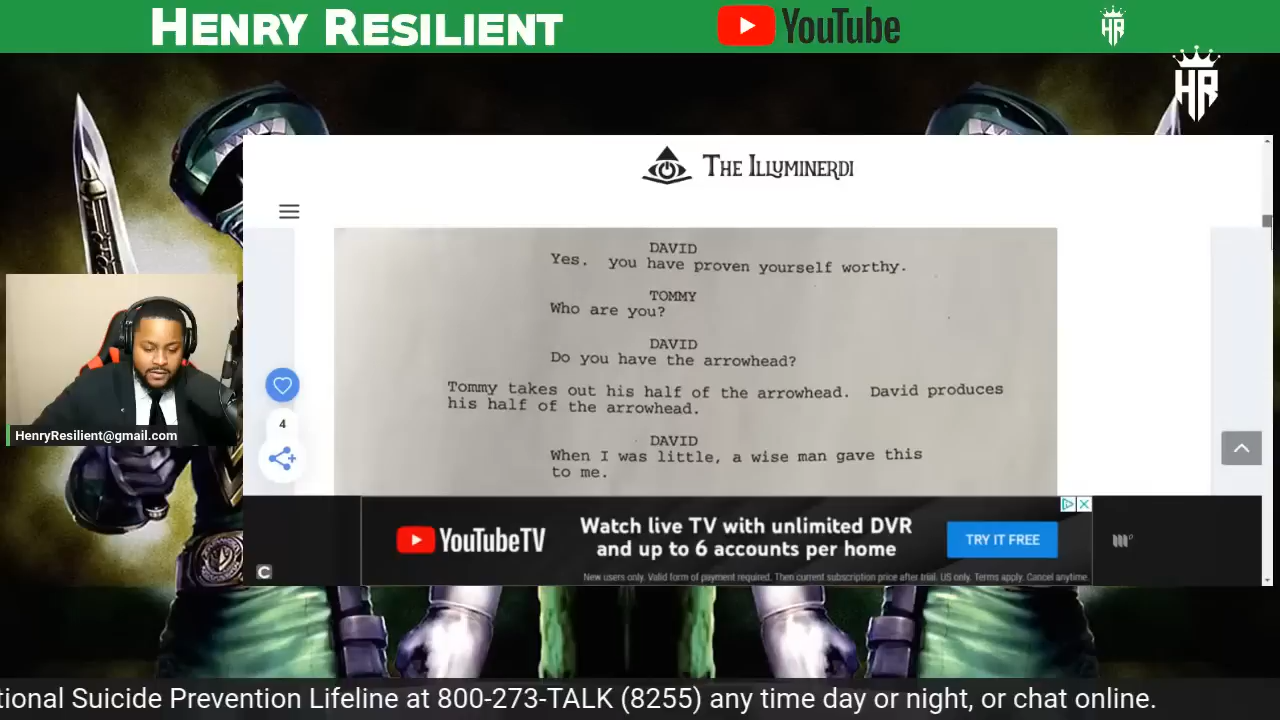 HENRY RESILIENT
YouTube
HR
HR
THE ILLUMINERDI
DAVID
Yes. you have proven yourself worthy.
TOMMY
Who are you?
DAVID
Do you have the arrowhead?
Tommy takes out his half of the arrowhead. David produces
his half of the arrowhead.
DAVID
When I was little, a wise man gave this
to me.
4
HenryResilient@gmail.com
YouTubeTV
Watch live TV with unlimited DVR
and up to 6 accounts per home
TRY IT FREE
New users only. Valid form of payment required. Then current subscription price after trial. US only. Terms apply. Cancel anytime.
C
tional Suicide Prevention Lifeline at 800-273-TALK (8255) any time day or night, or chat online.